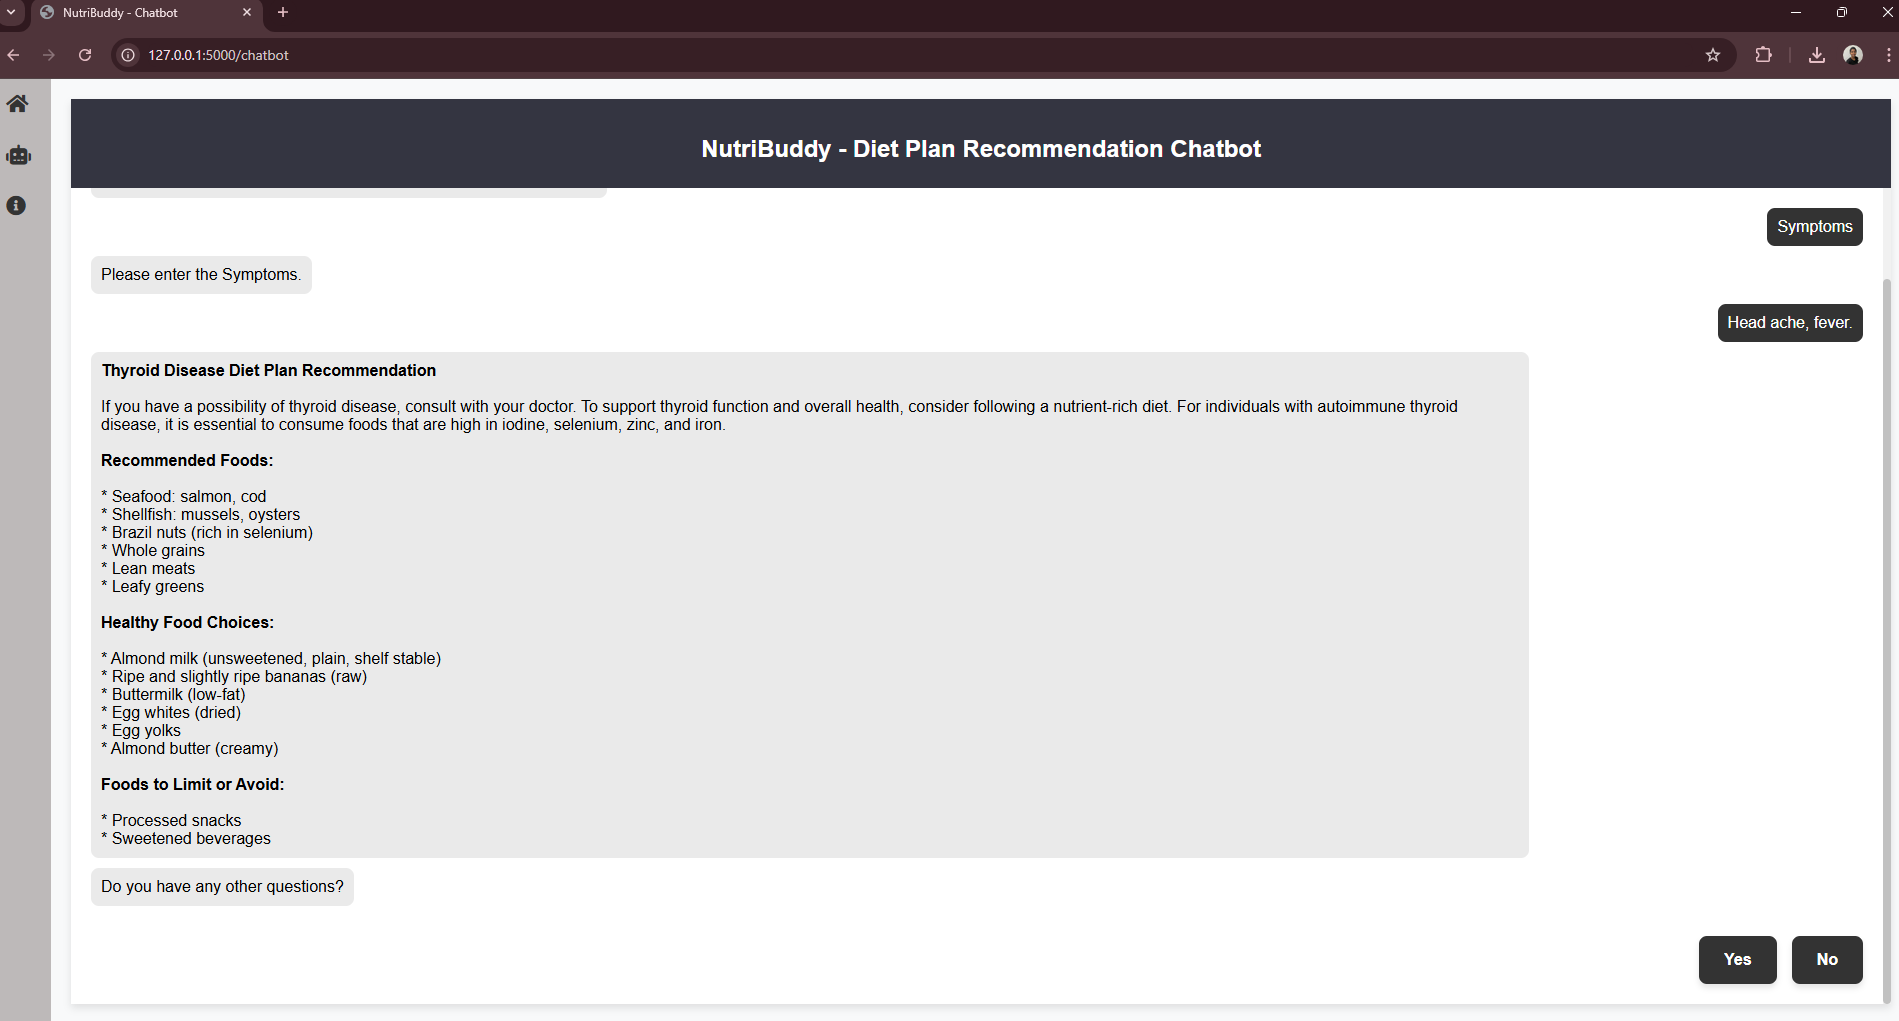 NutriBuddy - Chatbot
127.0.0.1:5000/chatbot
NutriBuddy - Diet Plan Recommendation Chatbot
Symptoms
Please enter the Symptoms.
Head ache, fever.
Thyroid Disease Diet Plan Recommendation
If you have a possibility of thyroid disease, consult with your doctor. To support thyroid function and overall health, consider following a nutrient-rich diet. For individuals with autoimmune thyroid
disease, it is essential to consume foods that are high in iodine, selenium, zinc, and iron.
Recommended Foods:
* Seafood: salmon, cod
* Shellfish: mussels, oysters
* Brazil nuts (rich in selenium)
* Whole grains
* Lean meats
* Leafy greens
Healthy Food Choices:
* Almond milk (unsweetened, plain, shelf stable)
* Ripe and slightly ripe bananas (raw)
* Buttermilk (low-fat)
* Egg whites (dried)
* Egg yolks
* Almond butter (creamy)
Foods to Limit or Avoid:
* Processed snacks
* Sweetened beverages
Do you have any other questions?
Yes No